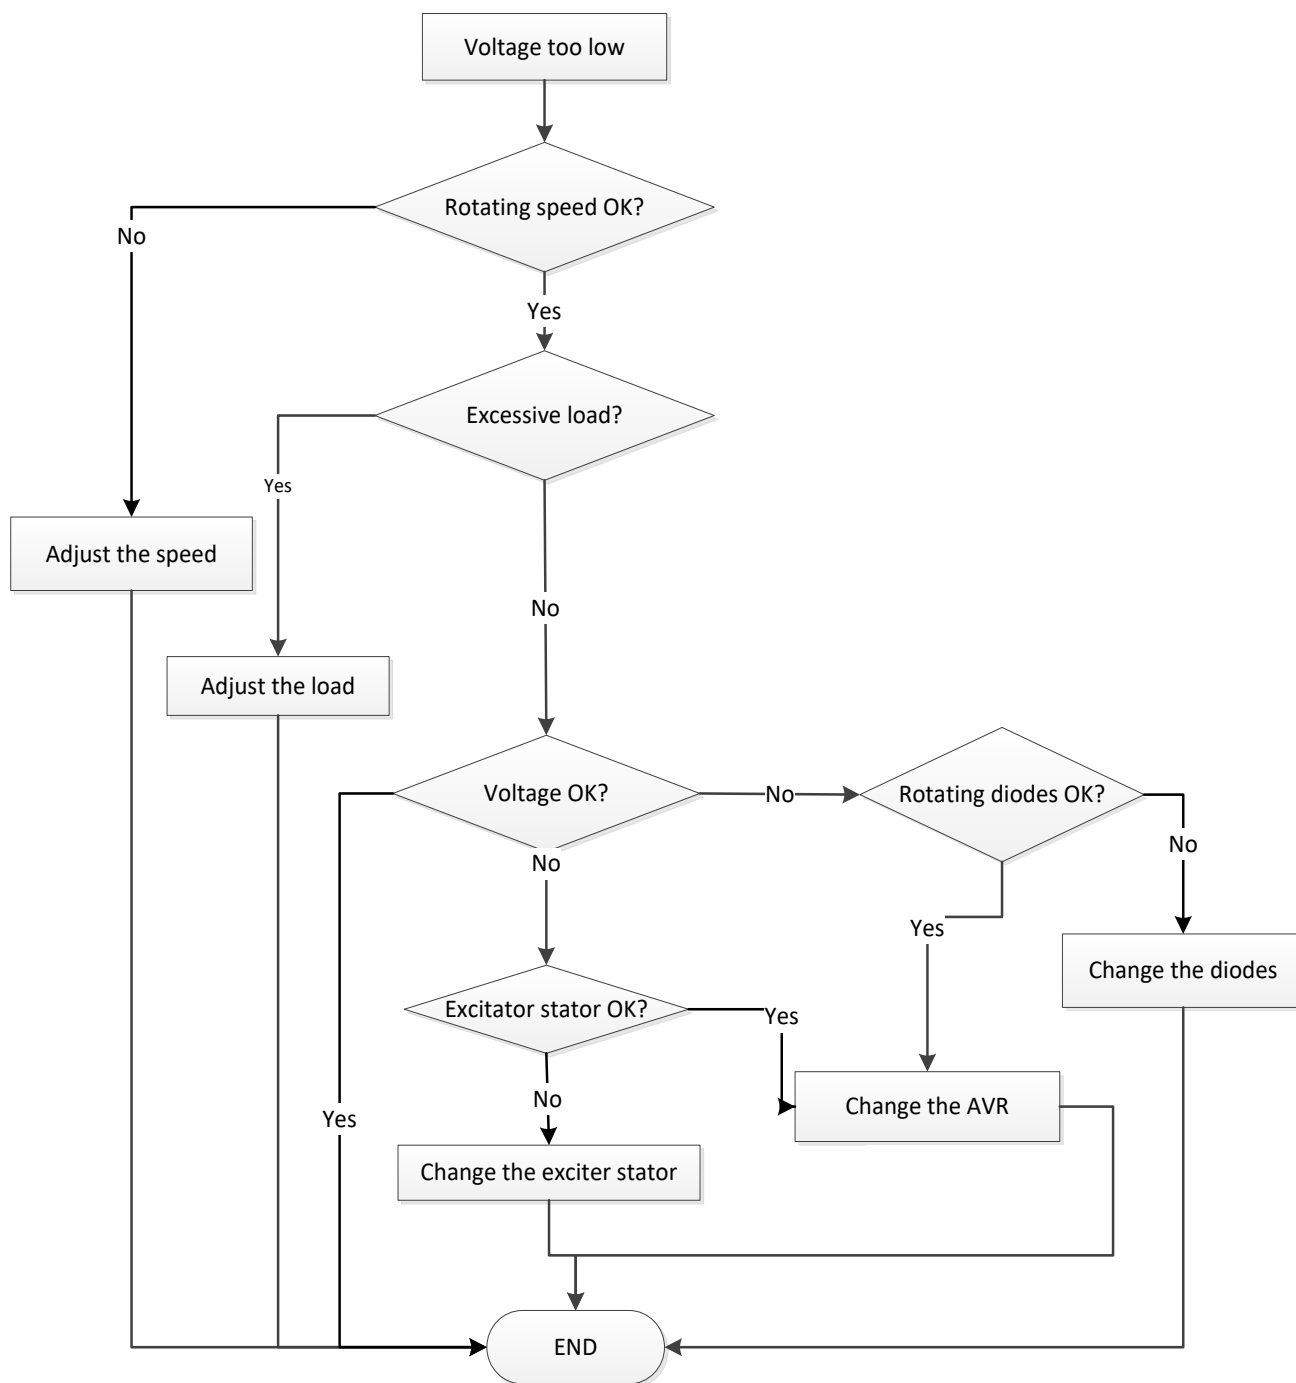 Voltage too low
Rotating speed OK?
No
Yes
Excessive load?
Yes
Adjust the speed
No
Adjust the load
Voltage OK?
No
Rotating diodes OK?
No
No
Yes
Change the diodes
Excitator stator OK?
Yes
No
Change the AVR
Yes
Change the exciter stator
END